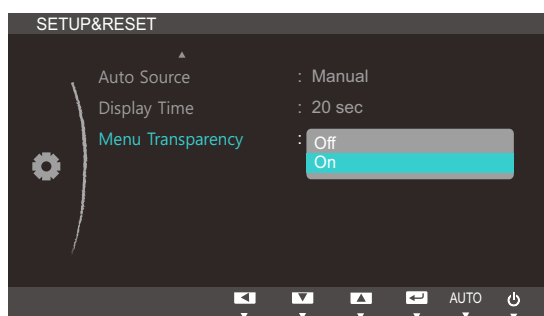 SETUP&RESET
Auto Source : Manual
Display Time : 20 sec
Menu Transparency :
Off
On
AUTO